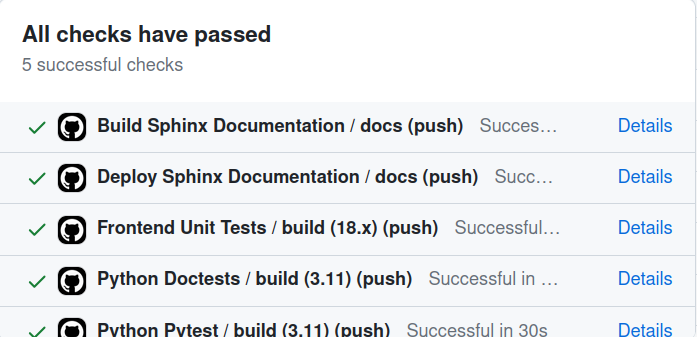 All checks have passed
5 successful checks
Build Sphinx Documentation / docs (push) Succes… Details
Deploy Sphinx Documentation / docs (push) Succ… Details
Frontend Unit Tests / build (18.x) (push) Successful… Details
Python Doctests / build (3.11) (push) Successful in … Details
Python Pytest / build (3.11) (push) Successful in 30s Details